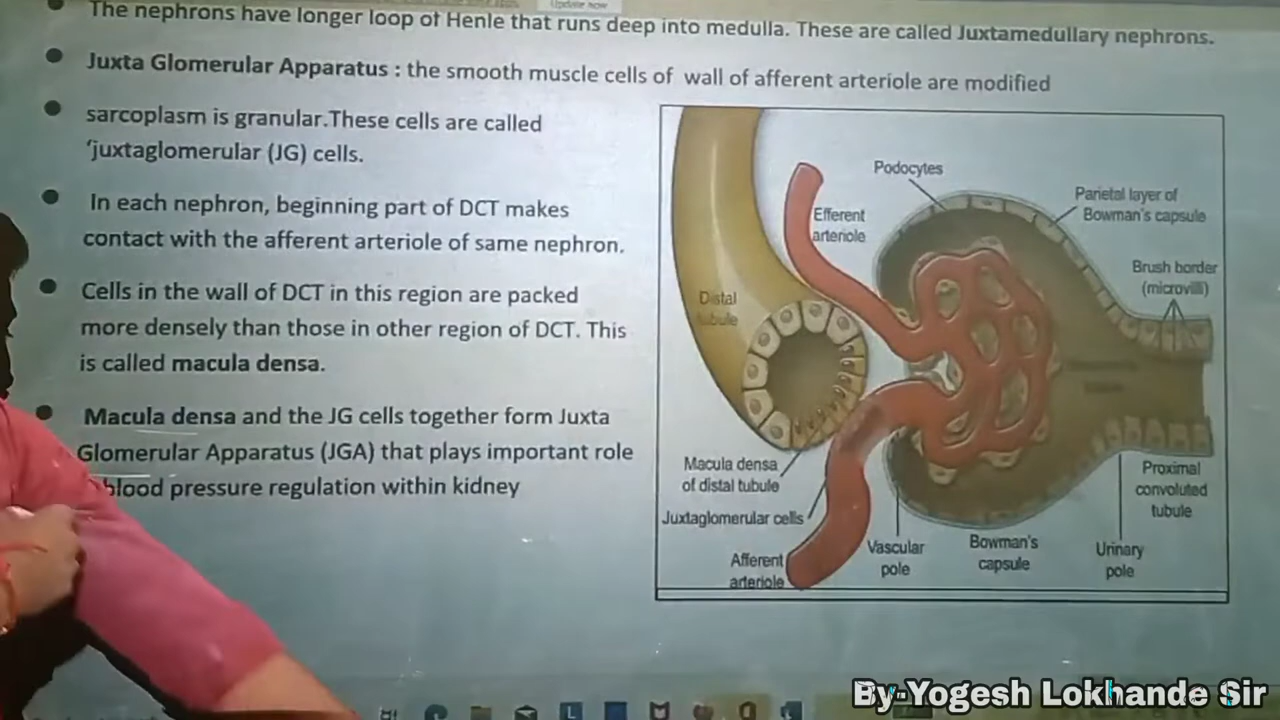 Update now
The nephrons have longer loop of Henle that runs deep into medulla. These are called Juxtamedullary nephrons.
Juxta Glomerular Apparatus : the smooth muscle cells of wall of afferent arteriole are modified
sarcoplasm is granular.These cells are called
‘juxtaglomerular (JG) cells.
In each nephron, beginning part of DCT makes
contact with the afferent arteriole of same nephron.
Cells in the wall of DCT in this region are packed
more densely than those in other region of DCT. This
is called macula densa.
Macula densa and the JG cells together form Juxta
Glomerular Apparatus (JGA) that plays important role
blood pressure regulation within kidney
Podocytes
Parietal layer of
Bowman's capsule
Efferent
arteriole
Brush border
(microvilli)
Distal
tubule
Macula densa
of distal tubule
Juxtaglomerular cells
Afferent
arteriole
Vascular
pole
Bowman's
capsule
Urinary
pole
Proximal
convoluted
tubule
By-Yogesh Lokhande Sir